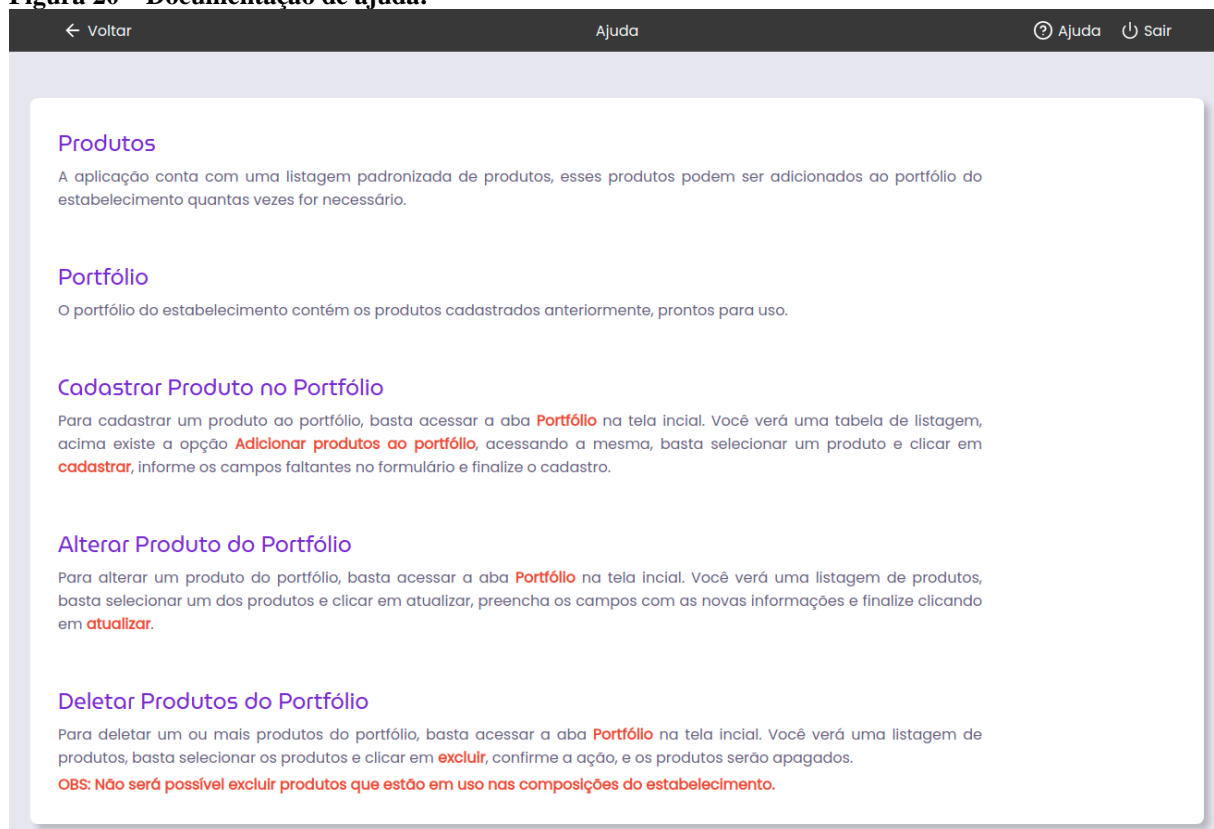 Figura 20 – Documentação de ajuda.
← Voltar
Ajuda
Ajuda
Sair
Produtos
A aplicação conta com uma listagem padronizada de produtos, esses produtos podem ser adicionados ao portfólio do
estabelecimento quantas vezes for necessário.
Portfólio
O portfólio do estabelecimento contém os produtos cadastrados anteriormente, prontos para uso.
Cadastrar Produto no Portfólio
Para cadastrar um produto ao portfólio, basta acessar a aba Portfólio na tela incial. Você verá uma tabela de listagem,
acima existe a opção Adicionar produtos ao portfólio, acessando a mesma, basta selecionar um produto e clicar em
cadastrar, informe os campos faltantes no formulário e finalize o cadastro.
Alterar Produto do Portfólio
Para alterar um produto do portfólio, basta acessar a aba Portfólio na tela incial. Você verá uma listagem de produtos,
basta selecionar um dos produtos e clicar em atualizar, preencha os campos com as novas informações e finalize clicando
em atualizar.
Deletar Produtos do Portfólio
Para deletar um ou mais produtos do portfólio, basta acessar a aba Portfólio na tela incial. Você verá uma listagem de
produtos, basta selecionar os produtos e clicar em excluir, confirme a ação, e os produtos serão apagados.
OBS: Não será possível excluir produtos que estão em uso nas composições do estabelecimento.